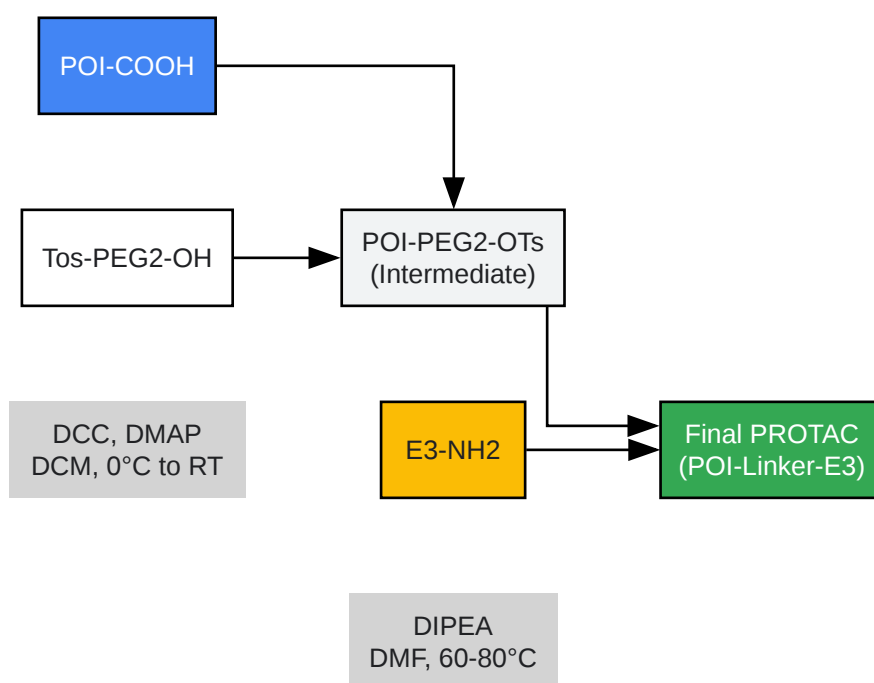 POI-COOH
Tos-PEG2-OH
POI-PEG2-OTs
(Intermediate)
DCC, DMAP
DCM, 0°C to RT
E3-NH2
Final PROTAC
(POI-Linker-E3)
DIPEA
DMF, 60-80°C